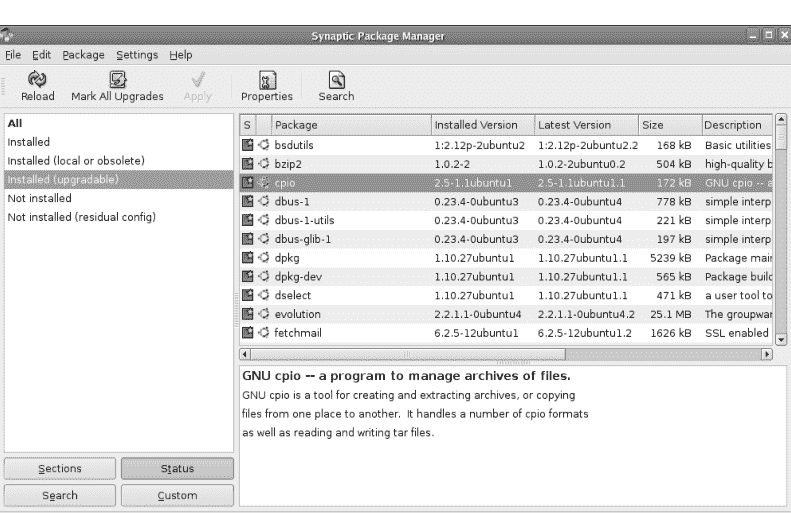 Synaptic Package Manager
File Edit Package Settings Help
Reload Mark All Upgrades Apply Properties Search
All
Installed
Installed (local or obsolete)
Installed (upgradable)
Not installed
Not installed (residual config)
S Package Installed Version Latest Version Size Description
bsdutils 1:2.12p-2ubuntu2 1:2.12p-2ubuntu2.2 168 kB Basic utilities
bzip2 1.0.2-2 1.0.2-2ubuntu0.2 504 kB high-quality b
cpio 2.5-1.1ubuntu1 2.5-1.1ubuntu1.1 172 kB GNU cpio -- a
dbus-1 0.23.4-0ubuntu3 0.23.4-0ubuntu4 778 kB simple interp
dbus-1-utils 0.23.4-0ubuntu3 0.23.4-0ubuntu4 221 kB simple interp
dbus-glib-1 0.23.4-0ubuntu3 0.23.4-0ubuntu4 197 kB simple interp
dpkg 1.10.27ubuntu1 1.10.27ubuntu1.1 5239 kB Package mair
dpkg-dev 1.10.27ubuntu1 1.10.27ubuntu1.1 565 kB Package build
dselect 1.10.27ubuntu1 1.10.27ubuntu1.1 471 kB a user tool to
evolution 2.2.1.1-0ubuntu4 2.2.1.1-0ubuntu4.2 25.1 MB The groupwar
fetchmail 6.2.5-12ubuntu1 6.2.5-12ubuntu1.2 1626 kB SSL enabled
GNU cpio -- a program to manage archives of files.
GNU cpio is a tool for creating and extracting archives, or copying
files from one place to another. It handles a number of cpio formats
as well as reading and writing tar files.
Sections Status
Search Custom